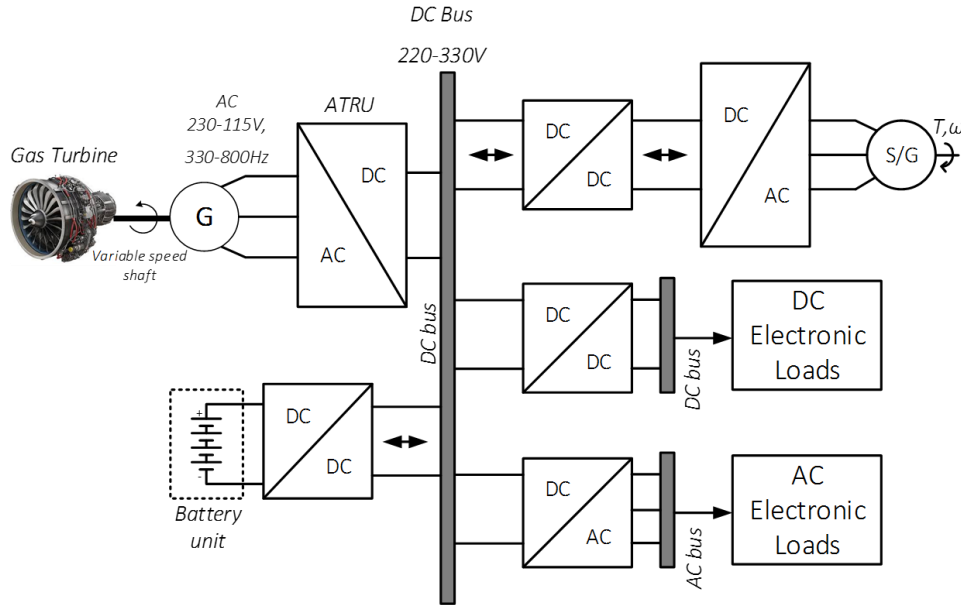 DC Bus
220-330V
AC
230-115V,
330-800Hz
ATRU
Gas Turbine
G
Variable speed
shaft
DC
AC
DC bus
DC
DC
DC
AC
S/G
T,ω
DC
DC
DC bus
DC
Electronic
Loads
+
-
Battery
unit
DC
DC
DC
AC
AC bus
AC
Electronic
Loads